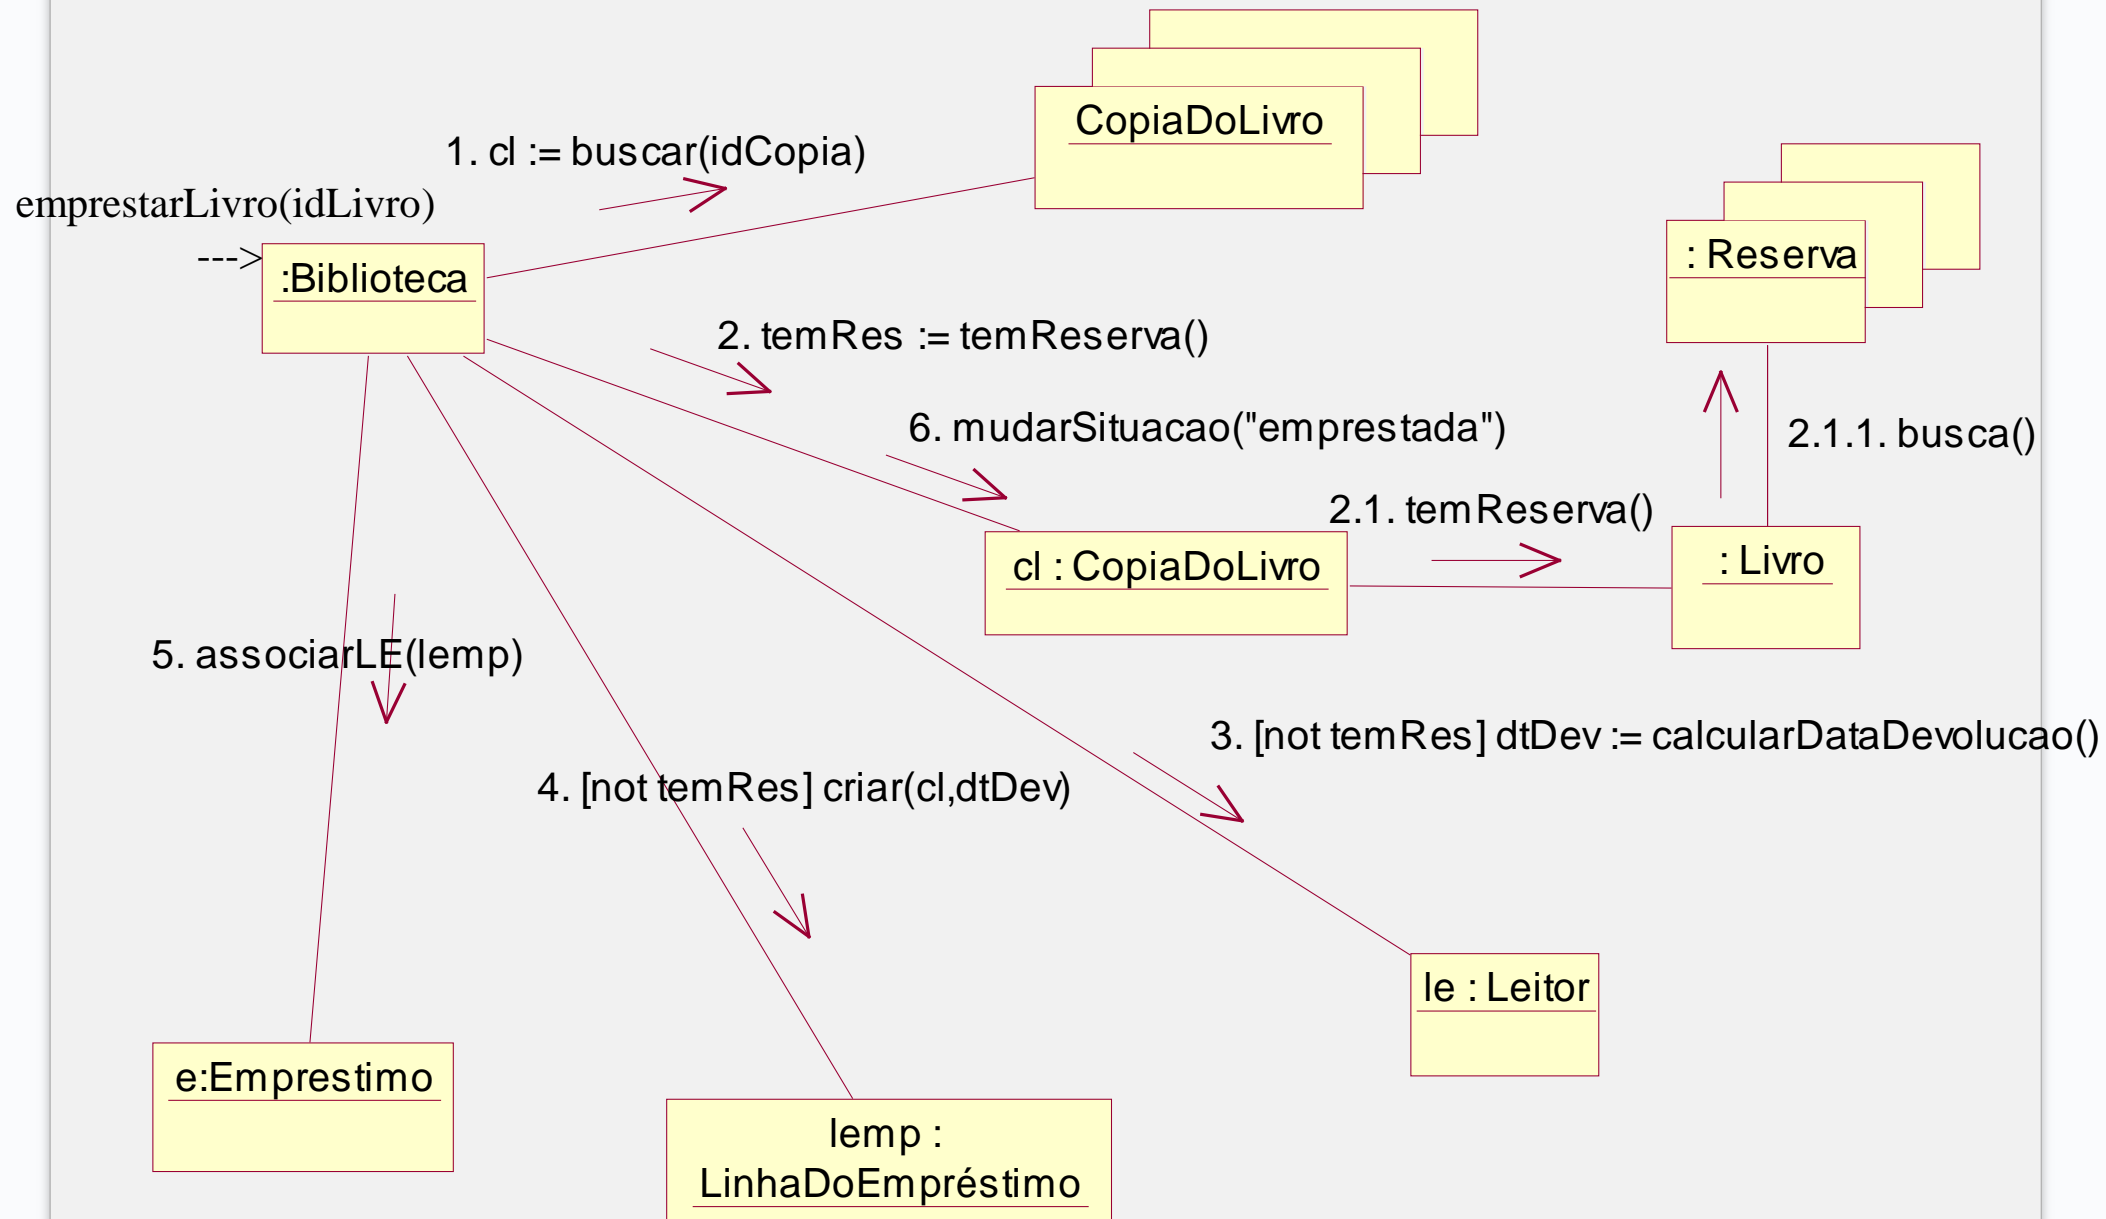 CopiaDoLivro
1. cl := buscar(idCopia)
emprestarLivro(idLivro)
--->
:Biblioteca
: Reserva
2. temRes := temReserva()
6. mudarSituacao("emprestada")
2.1.1. busca()
2.1. temReserva()
cl : CopiaDoLivro
: Livro
5. associarLE(lemp)
3. [not temRes] dtDev := calcularDataDevolucao()
4. [not temRes] criar(cl,dtDev)
le : Leitor
e:Emprestimo
lemp :
LinhaDoEmpréstimo